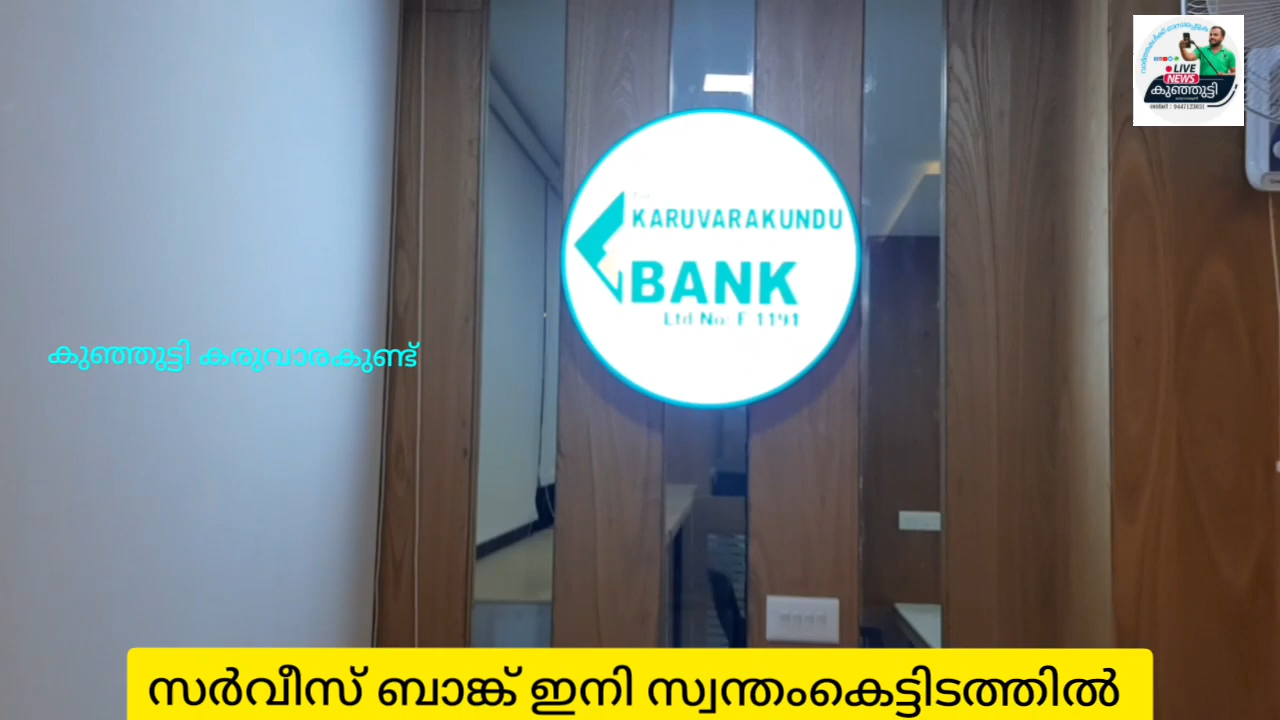 LIVE
NEWS
കുഞ്ഞുട്ടി
KARUVARAKUNDU
BANK
Ltd No: F 1191
കുഞ്ഞുട്ടി കരുവാരകുണ്ട്
സർവീസ് ബാങ്ക് ഇനി സ്വന്തംകെട്ടിടത്തിൽ